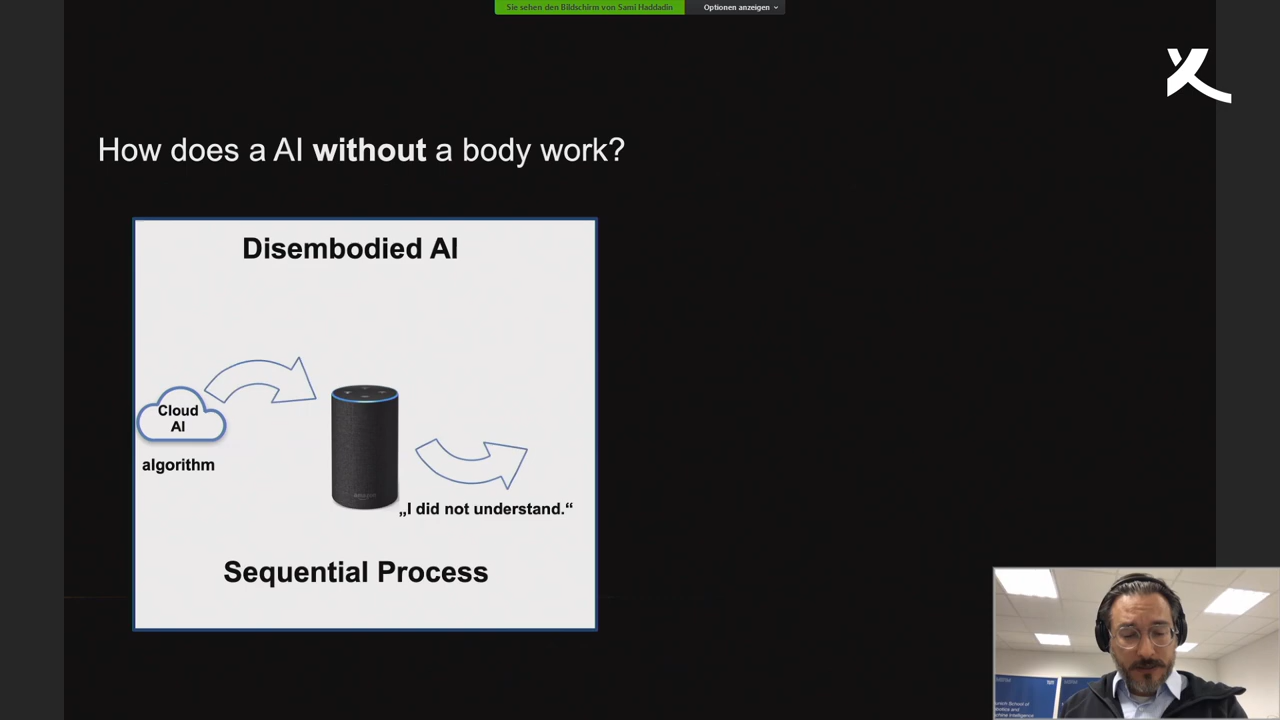 Sie sehen den Bildschirm von Sami Haddadin
Optionen anzeigen
How does a AI without a body work?
Disembodied AI
Cloud
AI
algorithm
„I did not understand.“
Sequential Process